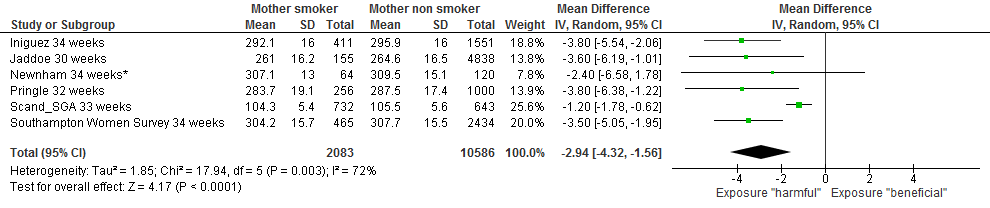 Mother smoker Mother non smoker Mean Difference Mean Difference
Study or Subgroup Mean SD Total Mean SD Total Weight IV, Random, 95% CI IV, Random, 95% CI
Iniguez 34 weeks 292.1 16 411 295.9 16 1551 18.8% -3.80 [-5.54, -2.06]
Jaddoe 30 weeks 261 16.2 155 264.6 16.5 4838 13.6% -3.60 [-6.19, -1.01]
Newnham 34 weeks* 307.1 13 64 309.5 15.1 120 7.8% -2.40 [-6.58, 1.78]
Pringle 32 weeks 283.7 19.1 256 287.5 17.4 1000 14.2% -3.80 [-6.38, -1.22]
Scand_SGA 33 weeks 104.3 5.4 732 105.5 5.6 643 25.6% -1.20 [-1.78, -0.62]
Southampton Women Survey 34 weeks 304.2 15.7 465 307.7 15.5 2434 20.0% -3.50 [-5.05, -1.95]
Total (95% CI) 2083 10586 100.0% -2.94 [-4.32, -1.56]
Heterogeneity: Tau² = 1.85; Chi² = 17.94, df = 5 (P = 0.003); I² = 72%
Test for overall effect: Z = 4.17 (P < 0.0001)
-4 -2 0 2 4
Exposure "harmful" Exposure "beneficial"